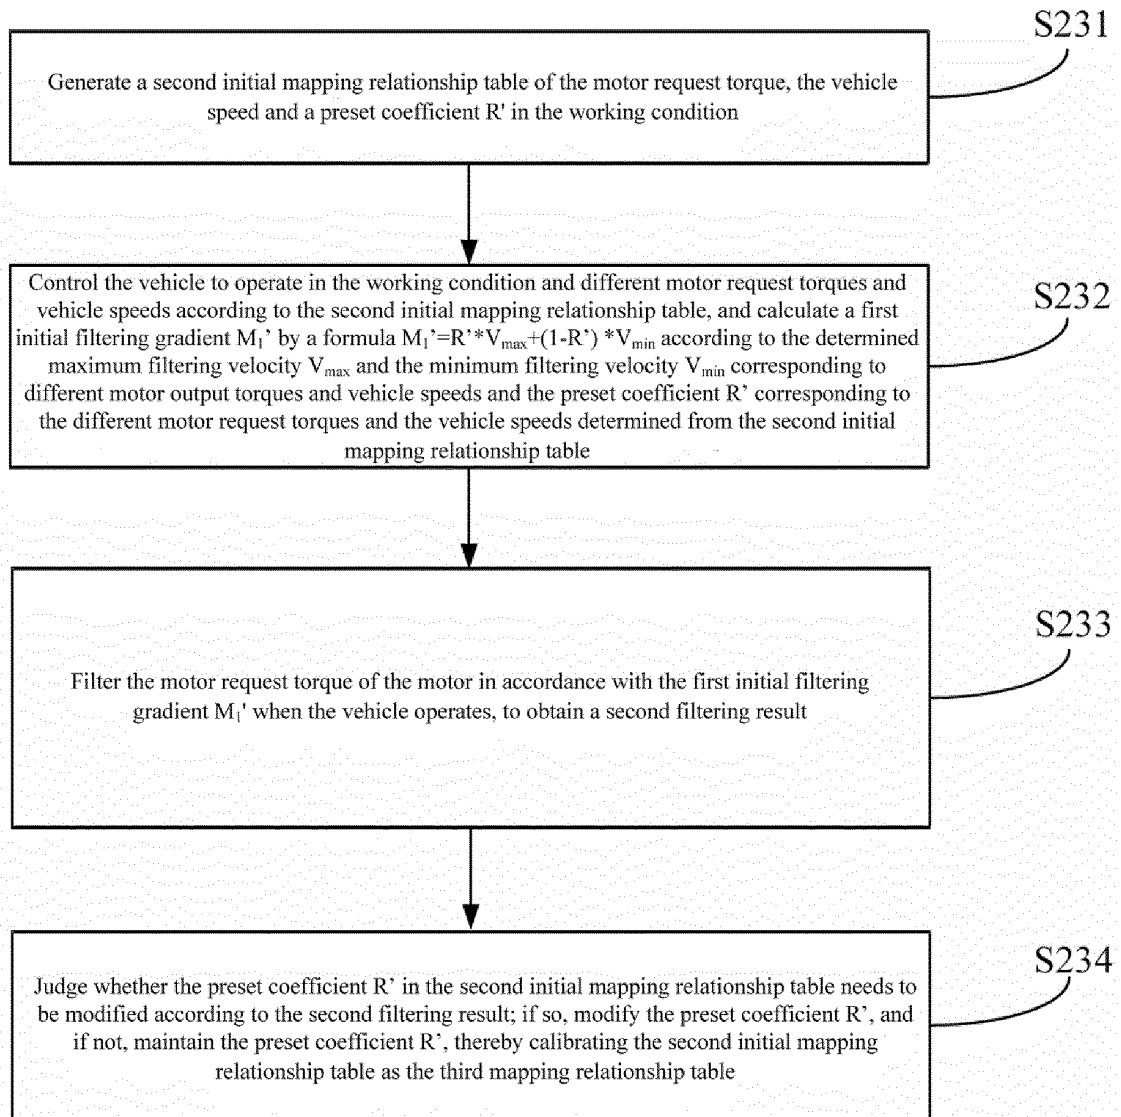 S231
Generate a second initial mapping relationship table of the motor request torque, the vehicle
speed and a preset coefficient R' in the working condition
Control the vehicle to operate in the working condition and different motor request torques and
vehicle speeds according to the second initial mapping relationship table, and calculate a first
initial filtering gradient M₁’ by a formula M₁’=R’*Vmax+(1-R’) *Vmin according to the determined
maximum filtering velocity Vmax and the minimum filtering velocity Vmin corresponding to
different motor output torques and vehicle speeds and the preset coefficient R’ corresponding to
the different motor request torques and the vehicle speeds determined from the second initial
mapping relationship table
S232
Filter the motor request torque of the motor in accordance with the first initial filtering
gradient M₁' when the vehicle operates, to obtain a second filtering result
S233
Judge whether the preset coefficient R’ in the second initial mapping relationship table needs to
be modified according to the second filtering result; if so, modify the preset coefficient R’, and
if not, maintain the preset coefficient R’, thereby calibrating the second initial mapping
relationship table as the third mapping relationship table
S234